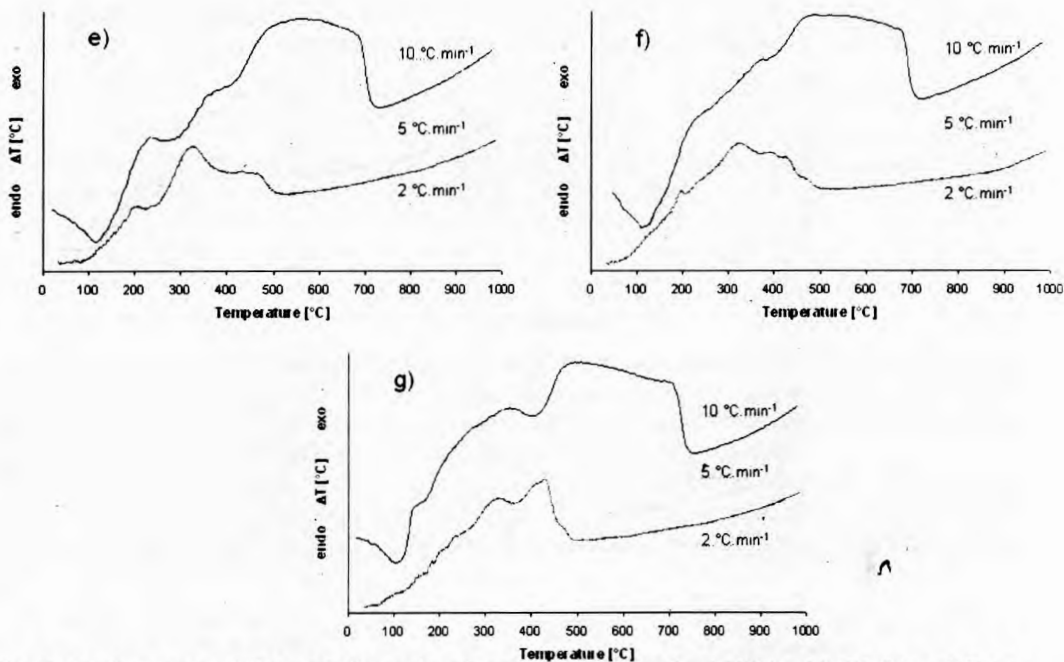 e)
exo
ΔT [°C]
endo
10 °C.min-1
5 °C.min-1
2 °C.min-1
0 100 200 300 400 500 600 700 800 900 1000
Temperature [°C]
f)
exo
ΔT [°C]
endo
10 °C.min-1
5 °C.min-1
2 °C.min-1
0 100 200 300 400 500 600 700 800 900 1000
Temperature [°C]
g)
exo
ΔT [°C]
endo
10 °C.min-1
5 °C.min-1
2 °C.min-1
0 100 200 300 400 500 600 700 800 900 1000
Temperature [°C]